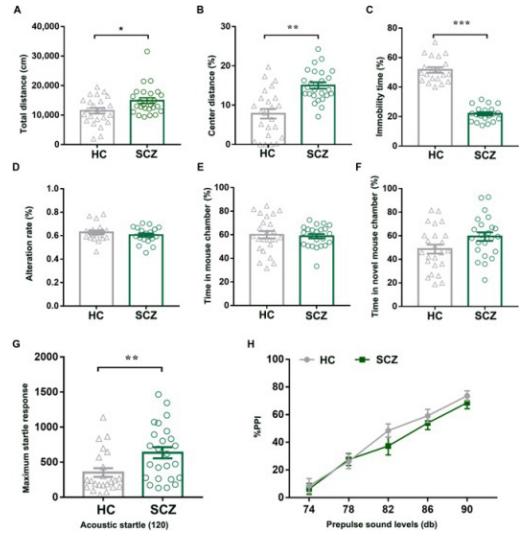 A
*
Total distance (cm)
40,000
30,000
20,000
10,000
0
HC SCZ
B
**
Center distance (%)
30
20
10
0
HC SCZ
C
***
Immobility time (%)
80
60
40
20
0
HC SCZ
D
Alteration rate (%)
1.0
0.8
0.6
0.4
0.2
0.0
HC SCZ
E
Time in mouse chamber (%)
100
80
60
40
20
0
HC SCZ
F
Time in novel mouse chamber (%)
100
80
60
40
20
0
HC SCZ
G
**
Maximum startle response
2000
1500
1000
500
0
HC SCZ
Acoustic startle (120)
H
HC SCZ
%PPI
100
80
60
40
20
0
74 78 82 86 90
Prepulse sound levels (db)